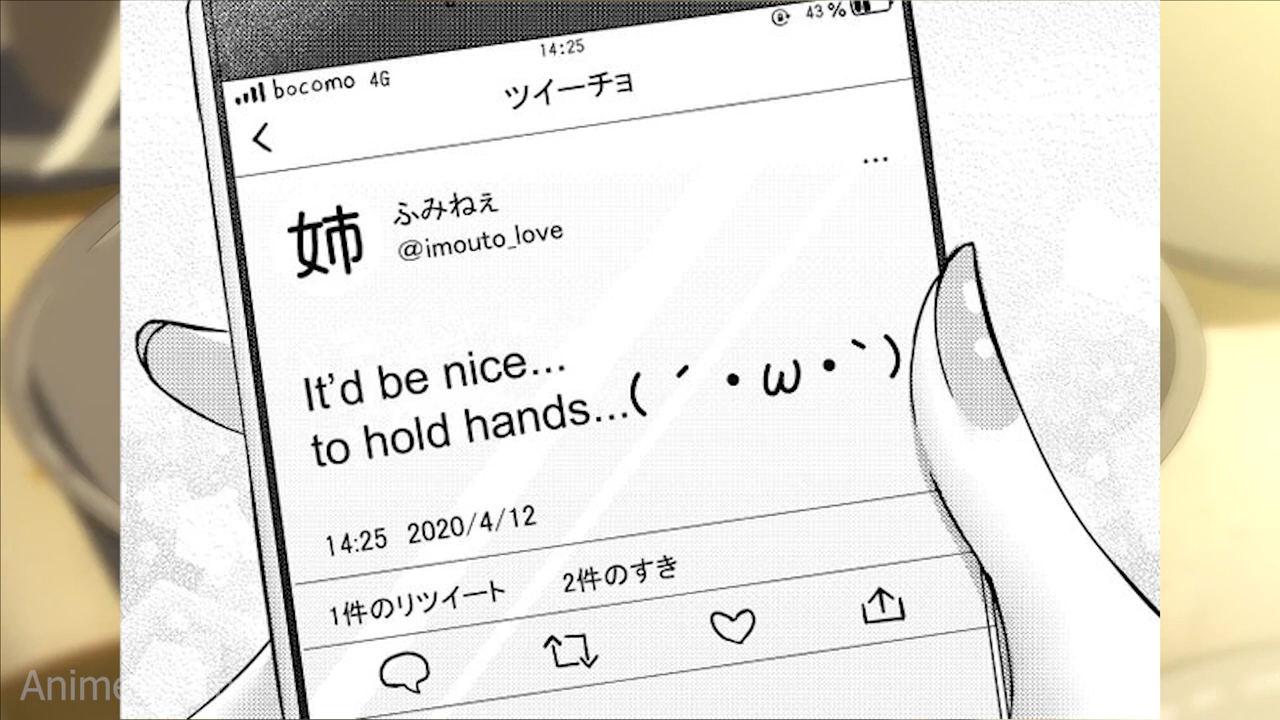 43%
14:25
bocomo 4G
ツイーチョ
<
...
姉
ふみねぇ
@imouto_love
It'd be nice...
to hold hands...( ´・ω・`)
14:25 2020/4/12
1件のリツイート 2件のすき
Anime